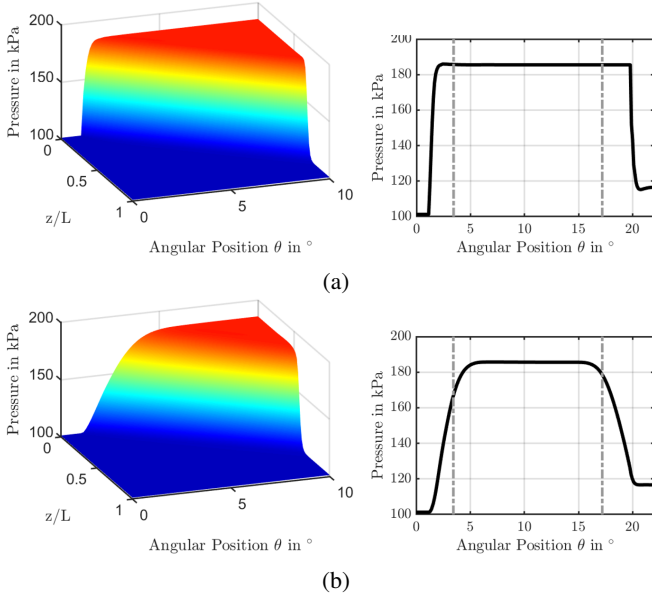 200
150
100
Pressure in kPa
0
0.5
1
z/L
0
5
10
Angular Position θ in °
200
180
160
140
120
100
Pressure in kPa
0 5 10 15 20
Angular Position θ in °
(a)
200
150
100
Pressure in kPa
0
0.5
1
z/L
0
5
10
Angular Position θ in °
200
180
160
140
120
100
Pressure in kPa
0 5 10 15 20
Angular Position θ in °
(b)